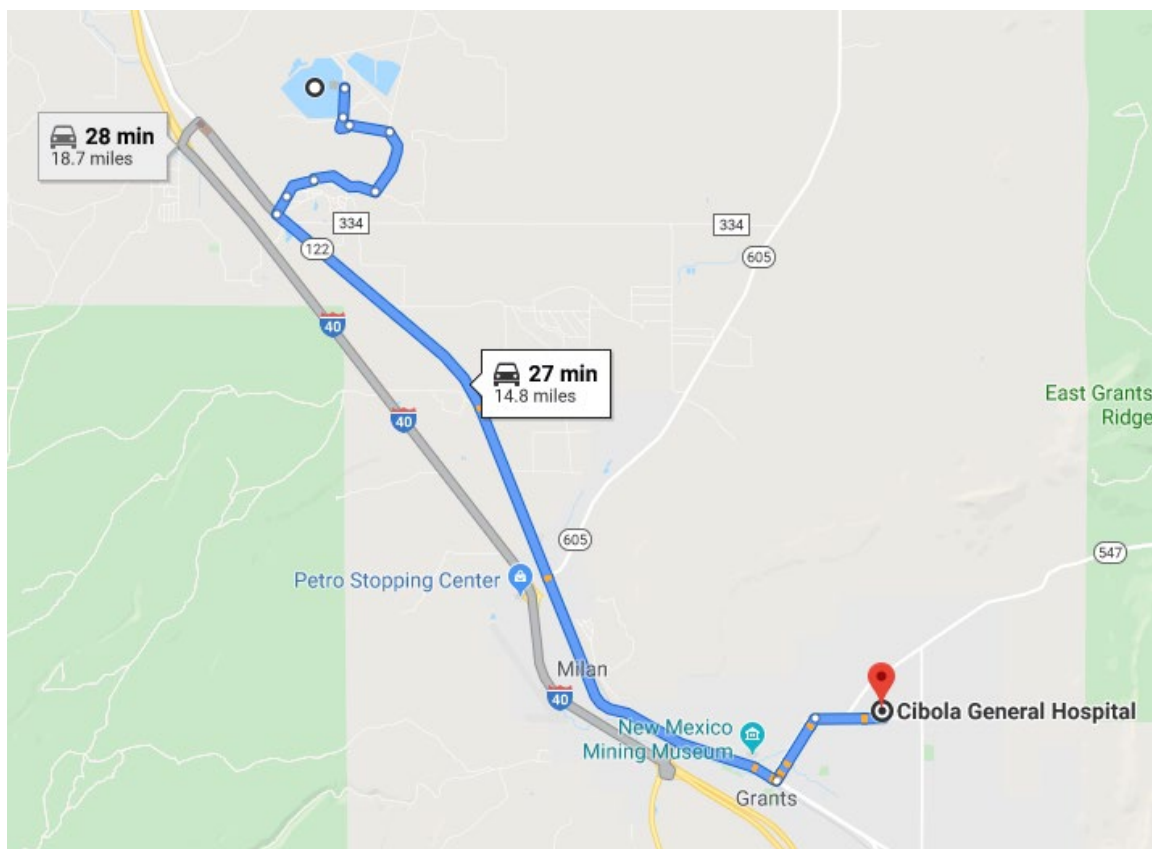 28 min
18.7 miles
334
334
122
605
40
27 min
14.8 miles
East Grants
Ridge
40
605
547
Petro Stopping Center
Milan
40
Cibola General Hospital
New Mexico
Mining Museum
Grants